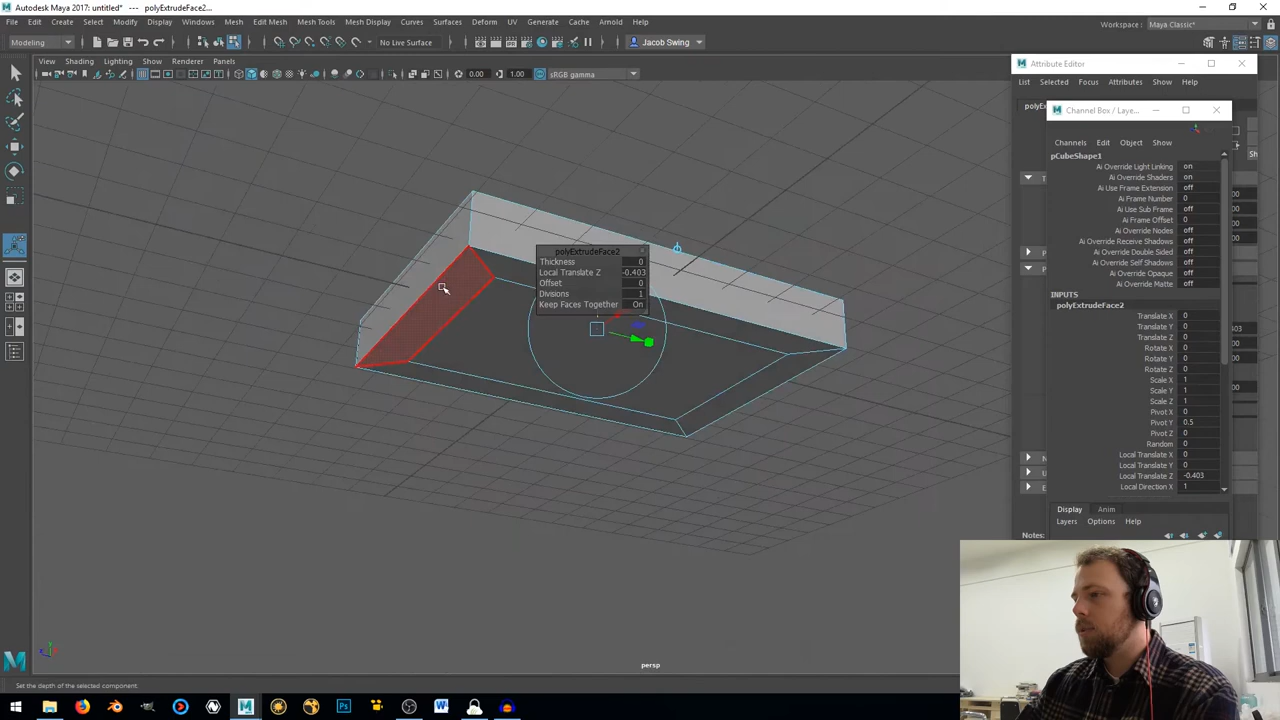 Autodesk Maya 2017: untitled* --- polyExtrudeFace2...
File Edit Create Select Modify Display Windows Mesh Edit Mesh Mesh Tools Mesh Display Curves Surfaces Deform UV Generate Cache Arnold Help
Workspace : Maya Classic*
Modeling No Live Surface Jacob Swing
View Shading Lighting Show Renderer Panels
0.00 1.00 sRGB gamma
Attribute Editor
List Selected Focus Attributes Show Help
polyE
Channel Box / Laye...
Channels Edit Object Show
pCubeShape1
Ai Override Light Linking on
Ai Override Shaders on
Ai Use Frame Extension off
Ai Frame Number 0
Ai Use Sub Frame off
Ai Frame Offset 0
Ai Override Nodes off
Ai Override Receive Shadows off
Ai Override Double Sided off
Ai Override Self Shadows off
Ai Override Opaque off
Ai Override Matte off
INPUTS
polyExtrudeFace2
Translate X 0
Translate Y 0
Translate Z 0
Rotate X 0
Rotate Y 0
Rotate Z 0
Scale X 1
Scale Y 1
Scale Z 1
Pivot X 0
Pivot Y 0.5
Pivot Z 0
Random 0
Local Translate X 0
Local Translate Y 0
Local Translate Z -0.403
Local Direction X 1
Display Anim
Layers Options Help
Notes:
polyExtrudeFace2
Thickness 0
Local Translate Z -0.403
Offset 0
Divisions 1
Keep Faces Together On
persp
Set the depth of the selected component.